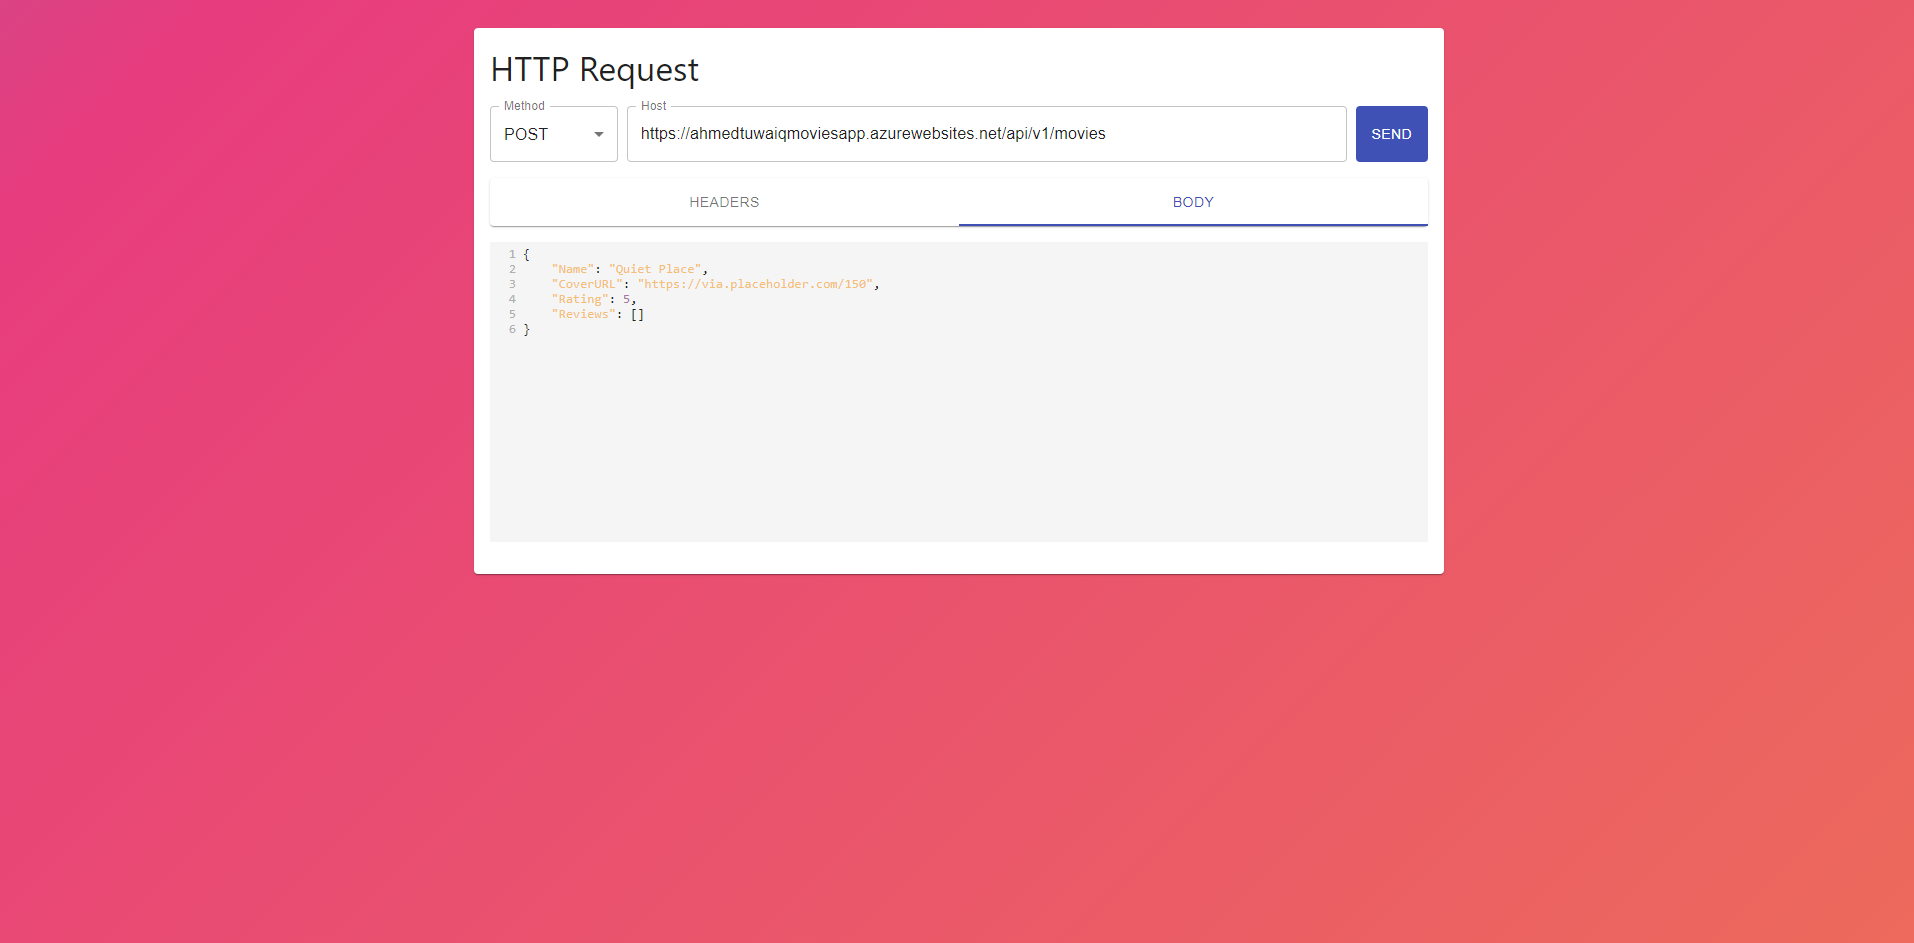 HTTP Request
Method
Host
POST
https://ahmedtuwaiqmoviesapp.azurewebsites.net/api/v1/movies
SEND
HEADERS
BODY
1 {
2     "Name": "Quiet Place",
3     "CoverURL": "https://via.placeholder.com/150",
4     "Rating": 5,
5     "Reviews": []
6 }